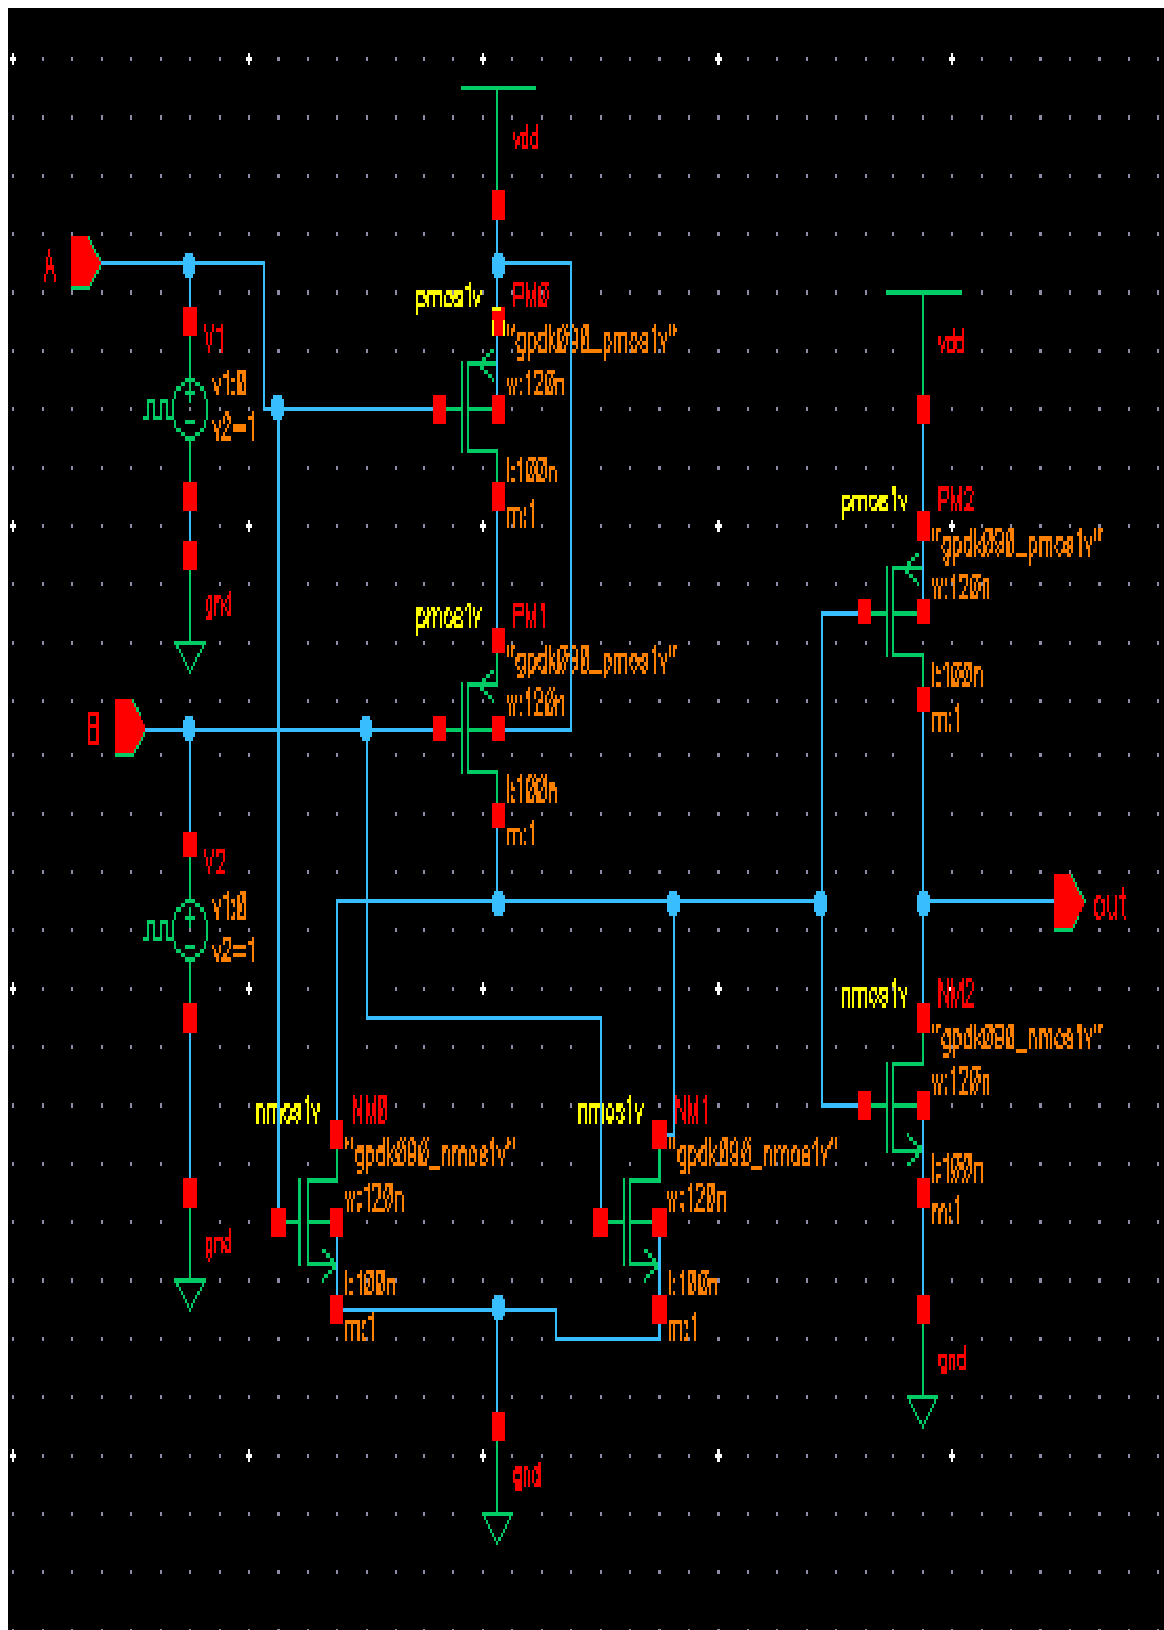 vdd
A
V1
v1:0
v2=1
gnd
pmos1v
PM0
"gpdk090_pmos1v"
w:120n
l:100n
m:1
vdd
pmos1v
PM2
"gpdk090_pmos1v"
w:120n
l:100n
m:1
pmos1v
PM1
"gpdk090_pmos1v"
w:120n
l:100n
m:1
B
V2
v1:0
v2=1
gnd
out
nmos1v
NM2
"gpdk090_nmos1v"
w:120n
l:100n
m:1
gnd
nmos1v
NM0
"gpdk090_nmos1v"
w:120n
l:100n
m:1
nmos1v
NM1
"gpdk090_nmos1v"
w:120n
l:100n
m:1
gnd